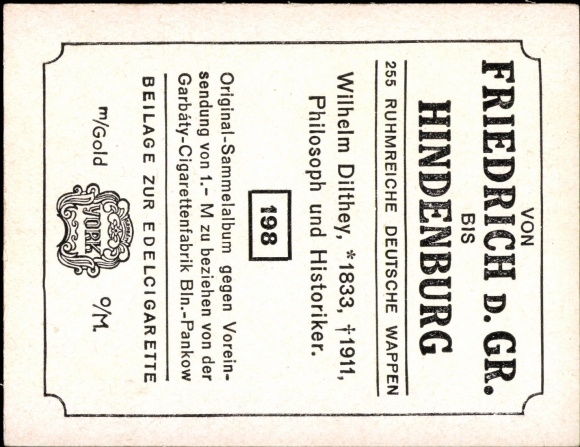 VON
FRIEDRICH D. GR.
BIS
HINDENBURG
255 RUHMREICHE DEUTSCHE WAPPEN
Wilhelm Dilthey, *1833, †1911,
Philosoph und Historiker.
198
Original-Sammelalbum gegen Vorein-
sendung von 1.- M zu beziehen von der
Garbáty-Cigarettenfabrik Bln.-Pankow
BEILAGE ZUR EDELCIGARETTE
m/Gold YORK o/M.